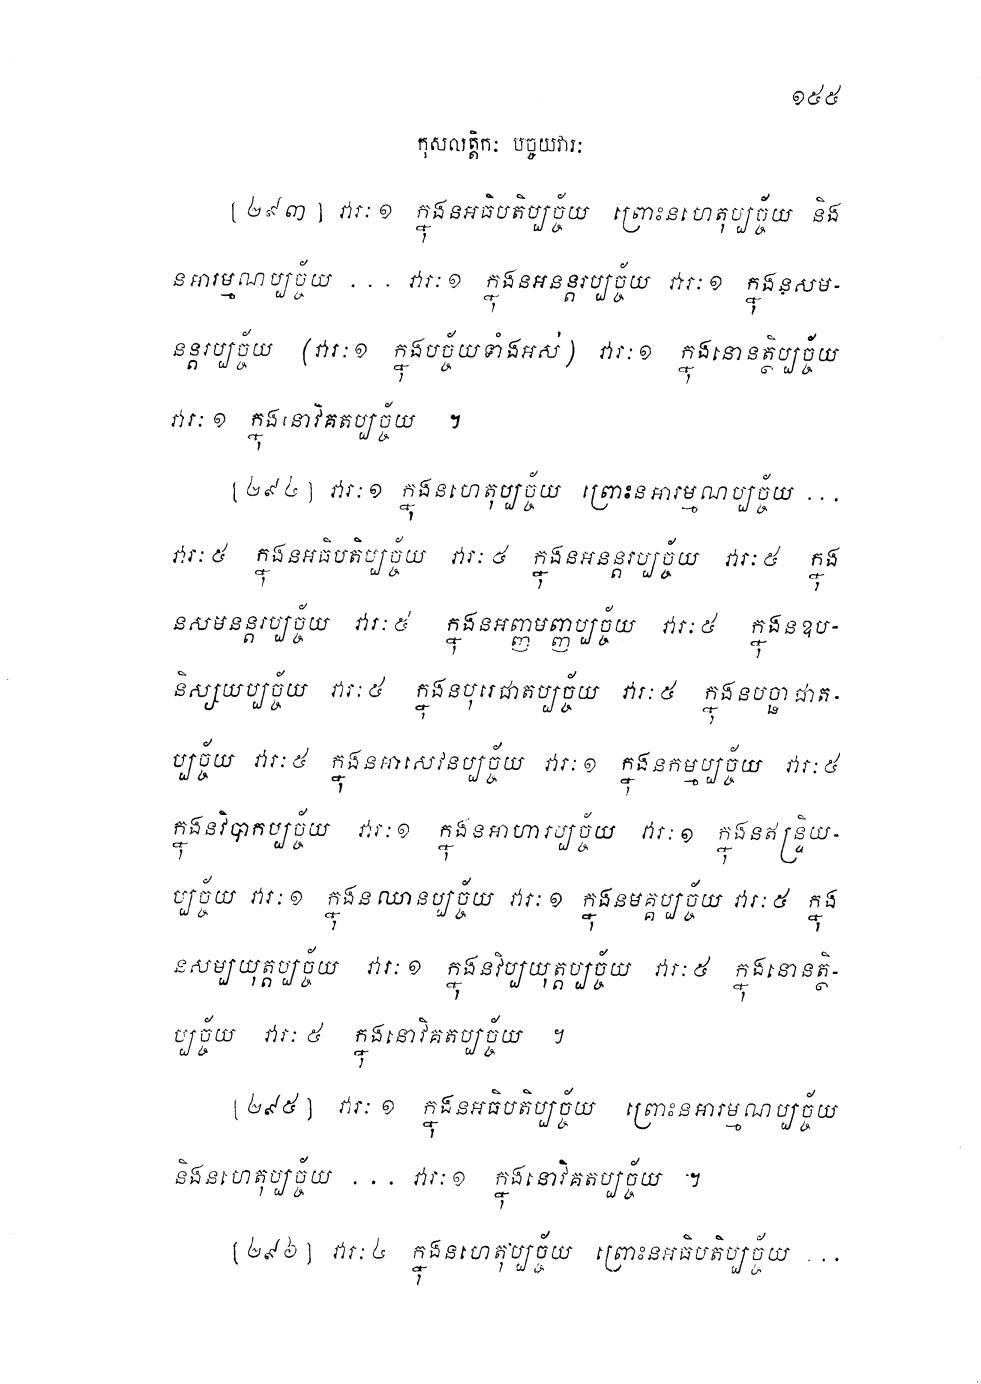 ១៥៥
កុសលត្តិក: បច្ចយវារ:
[២៩៣] វារ: ១ ក្នុងនអធិបតិប្បច្ច័យ ព្រោះនហេតុប្បច្ច័យ និង
នអារម្មណប្បច្ច័យ ... វារ: ១ ក្នុងនអនន្តរប្បច្ច័យ វារ: ១ ក្នុងនសម-
នន្តរប្បច្ច័យ (វារ: ១ ក្នុងបច្ច័យទាំងអស់) វារ: ១ ក្នុងនោនត្ថិប្បច្ច័យ
វារ: ១ ក្នុងនោវិគតប្បច្ច័យ ។
[២៩៤] វារ: ១ ក្នុងនហេតុប្បច្ច័យ ព្រោះនអារម្មណប្បច្ច័យ ...
វារ: ៥ ក្នុងនអធិបតិប្បច្ច័យ វារ: ៥ ក្នុងនអនន្តរប្បច្ច័យ វារ: ៥ ក្នុង
នសមនន្តរប្បច្ច័យ វារ: ៥ ក្នុងនអញ្ញមញ្ញប្បច្ច័យ វារ: ៥ ក្នុងនឧប-
និស្សយប្បច្ច័យ វារ: ៥ ក្នុងនបុរេជាតប្បច្ច័យ វារ: ៥ ក្នុងនបច្ឆាជាត-
ប្បច្ច័យ វារ: ៥ ក្នុងនអាសេវនប្បច្ច័យ វារ: ១ ក្នុងនកម្មប្បច្ច័យ វារ: ៥
ក្នុងនវិបាកប្បច្ច័យ វារ: ១ ក្នុងនអាហារប្បច្ច័យ វារ: ១ ក្នុងនឥន្ទ្រិយ-
ប្បច្ច័យ វារ: ១ ក្នុងនឈានប្បច្ច័យ វារ: ១ ក្នុងនមគ្គប្បច្ច័យ វារ: ៥ ក្នុង
នសម្បយុត្តប្បច្ច័យ វារ: ១ ក្នុងនវិប្បយុត្តប្បច្ច័យ វារ: ៥ ក្នុងនោនត្ថិ-
ប្បច្ច័យ វារ: ៥ ក្នុងនោវិគតប្បច្ច័យ ។
[២៩៥] វារ: ១ ក្នុងនអធិបតិប្បច្ច័យ ព្រោះនអារម្មណប្បច្ច័យ
និងនហេតុប្បច្ច័យ ... វារ: ១ ក្នុងនោវិគតប្បច្ច័យ ។
[២៩៦] វារ: ៤ ក្នុងនហេតុប្បច្ច័យ ព្រោះនអធិបតិប្បច្ច័យ ...